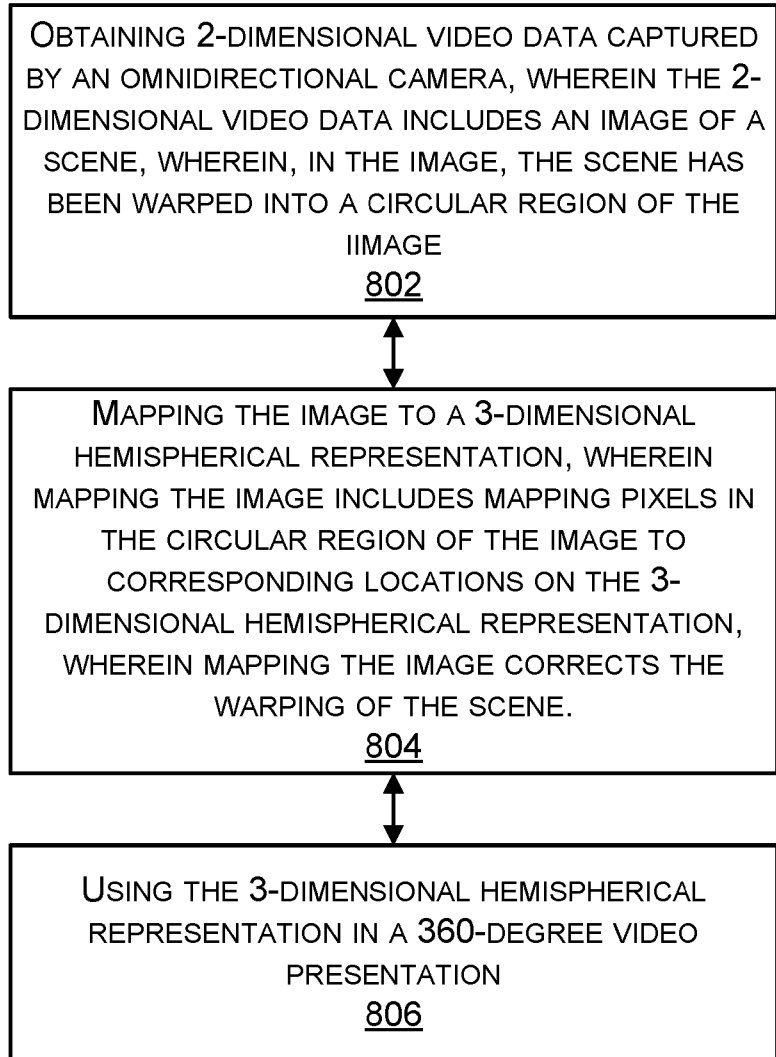 OBTAINING 2-DIMENSIONAL VIDEO DATA CAPTURED
BY AN OMNIDIRECTIONAL CAMERA, WHEREIN THE 2-
DIMENSIONAL VIDEO DATA INCLUDES AN IMAGE OF A
SCENE, WHEREIN, IN THE IMAGE, THE SCENE HAS
BEEN WARPED INTO A CIRCULAR REGION OF THE
IIMAGE
802
MAPPING THE IMAGE TO A 3-DIMENSIONAL
HEMISPHERICAL REPRESENTATION, WHEREIN
MAPPING THE IMAGE INCLUDES MAPPING PIXELS IN
THE CIRCULAR REGION OF THE IMAGE TO
CORRESPONDING LOCATIONS ON THE 3-
DIMENSIONAL HEMISPHERICAL REPRESENTATION,
WHEREIN MAPPING THE IMAGE CORRECTS THE
WARPING OF THE SCENE.
804
USING THE 3-DIMENSIONAL HEMISPHERICAL
REPRESENTATION IN A 360-DEGREE VIDEO
PRESENTATION
806